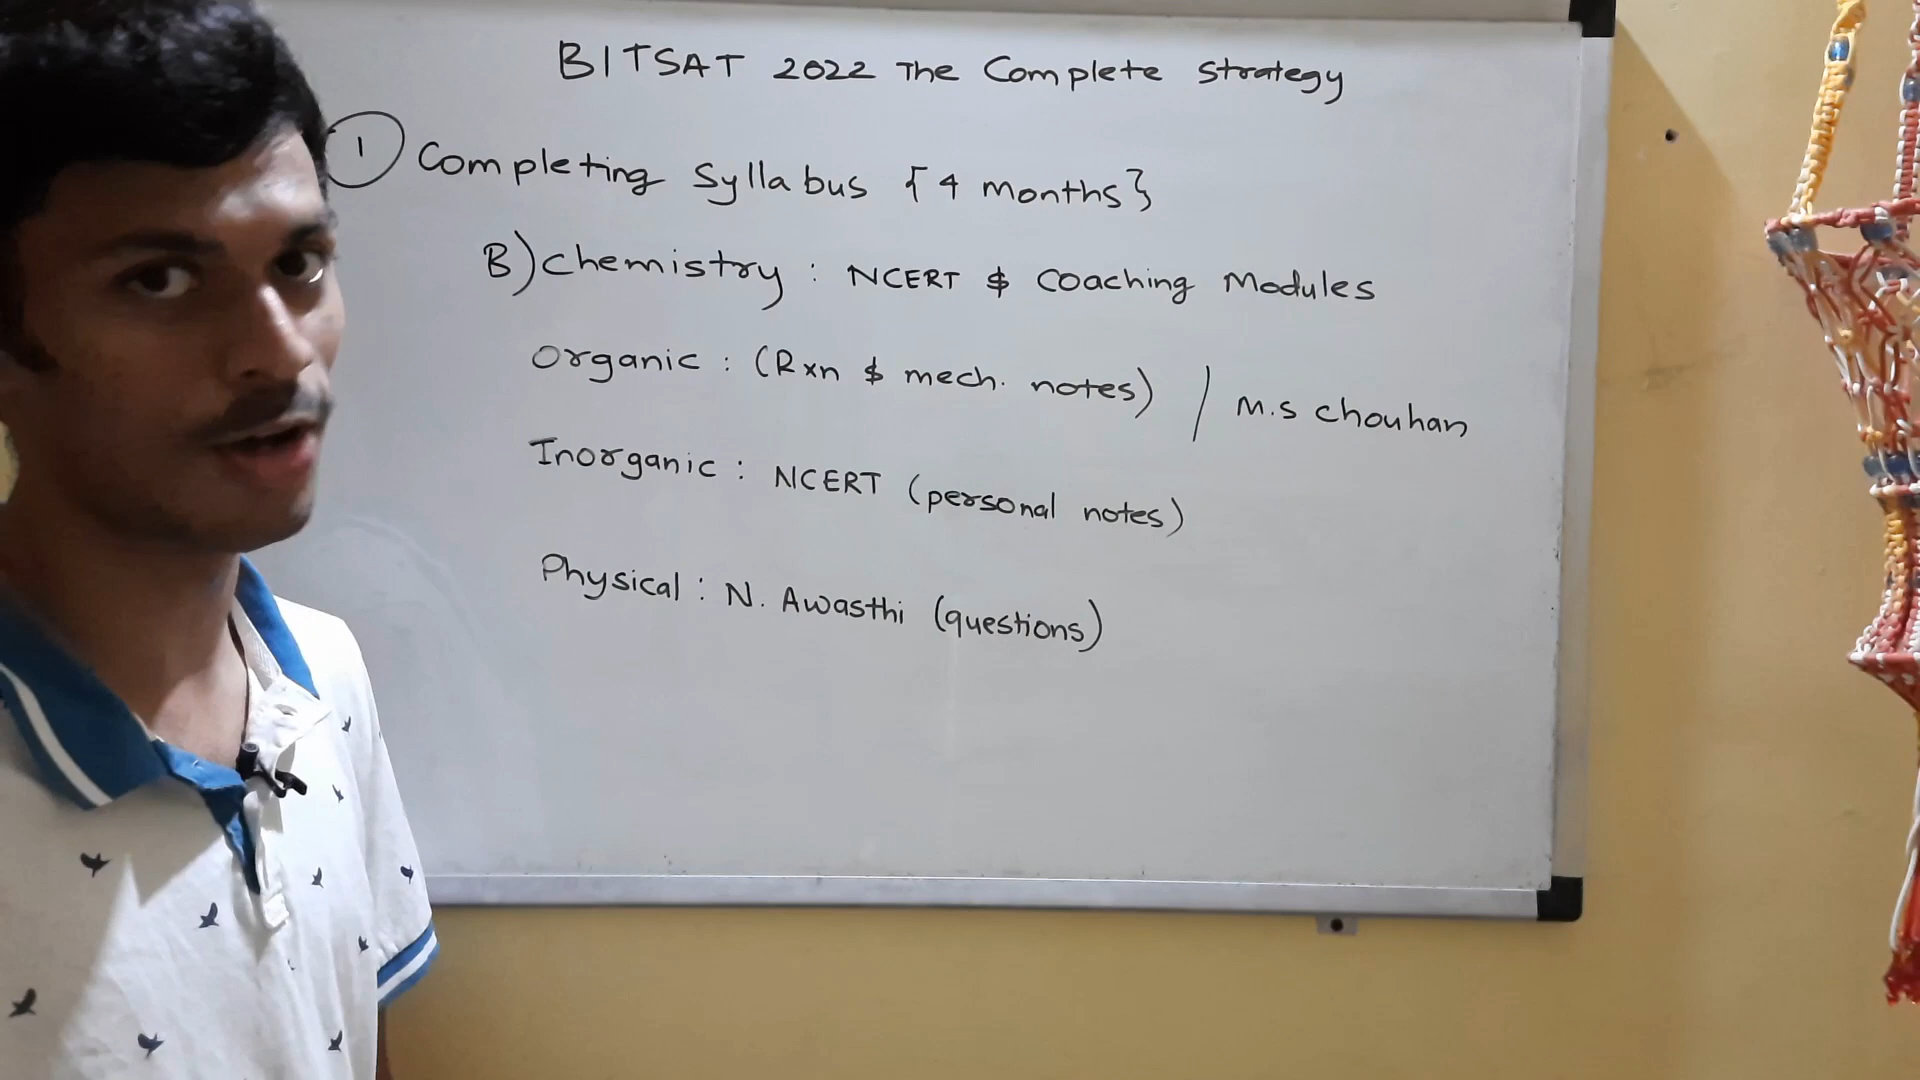 BITSAT 2022 The Complete Strategy
1 Completing Syllabus {4 months}
B) Chemistry : NCERT & Coaching Modules
Organic : (Rxn & mech. notes) / M.S Chouhan
Inorganic : NCERT (personal notes)
Physical : N. Awasthi (questions)